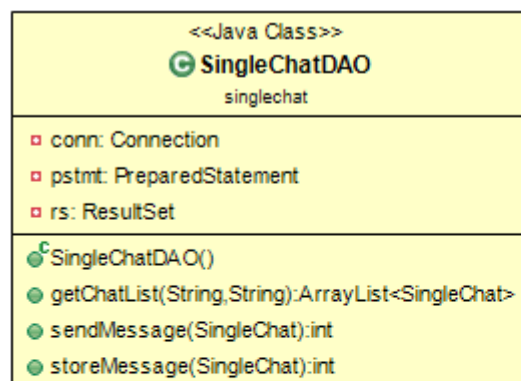 <<Java Class>>
SingleChatDAO
singlechat
conn: Connection
pstmt: PreparedStatement
rs: ResultSet
SingleChatDAO()
getChatList(String,String):ArrayList<SingleChat>
sendMessage(SingleChat):int
storeMessage(SingleChat):int